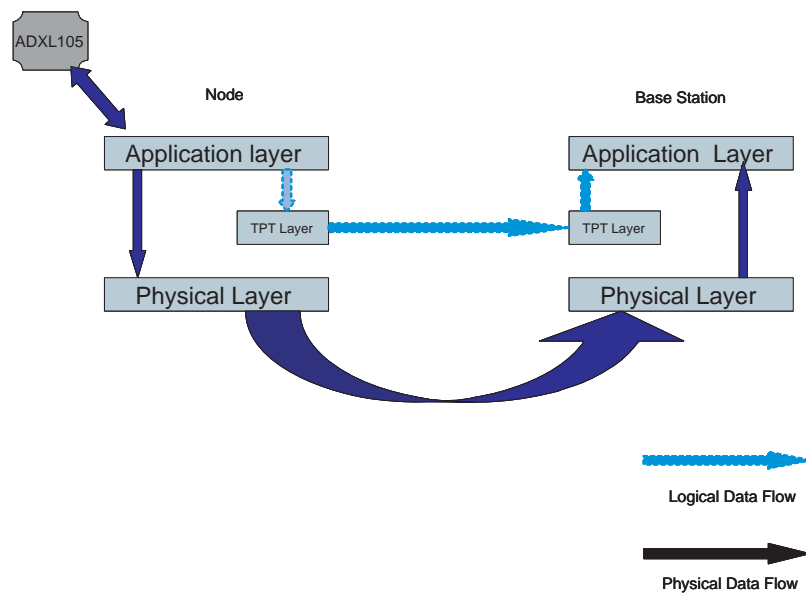 ADXL105
Node
Base Station
Application layer
Application Layer
TPT Layer
TPT Layer
Physical Layer
Physical Layer
Logical Data Flow
Physical Data Flow